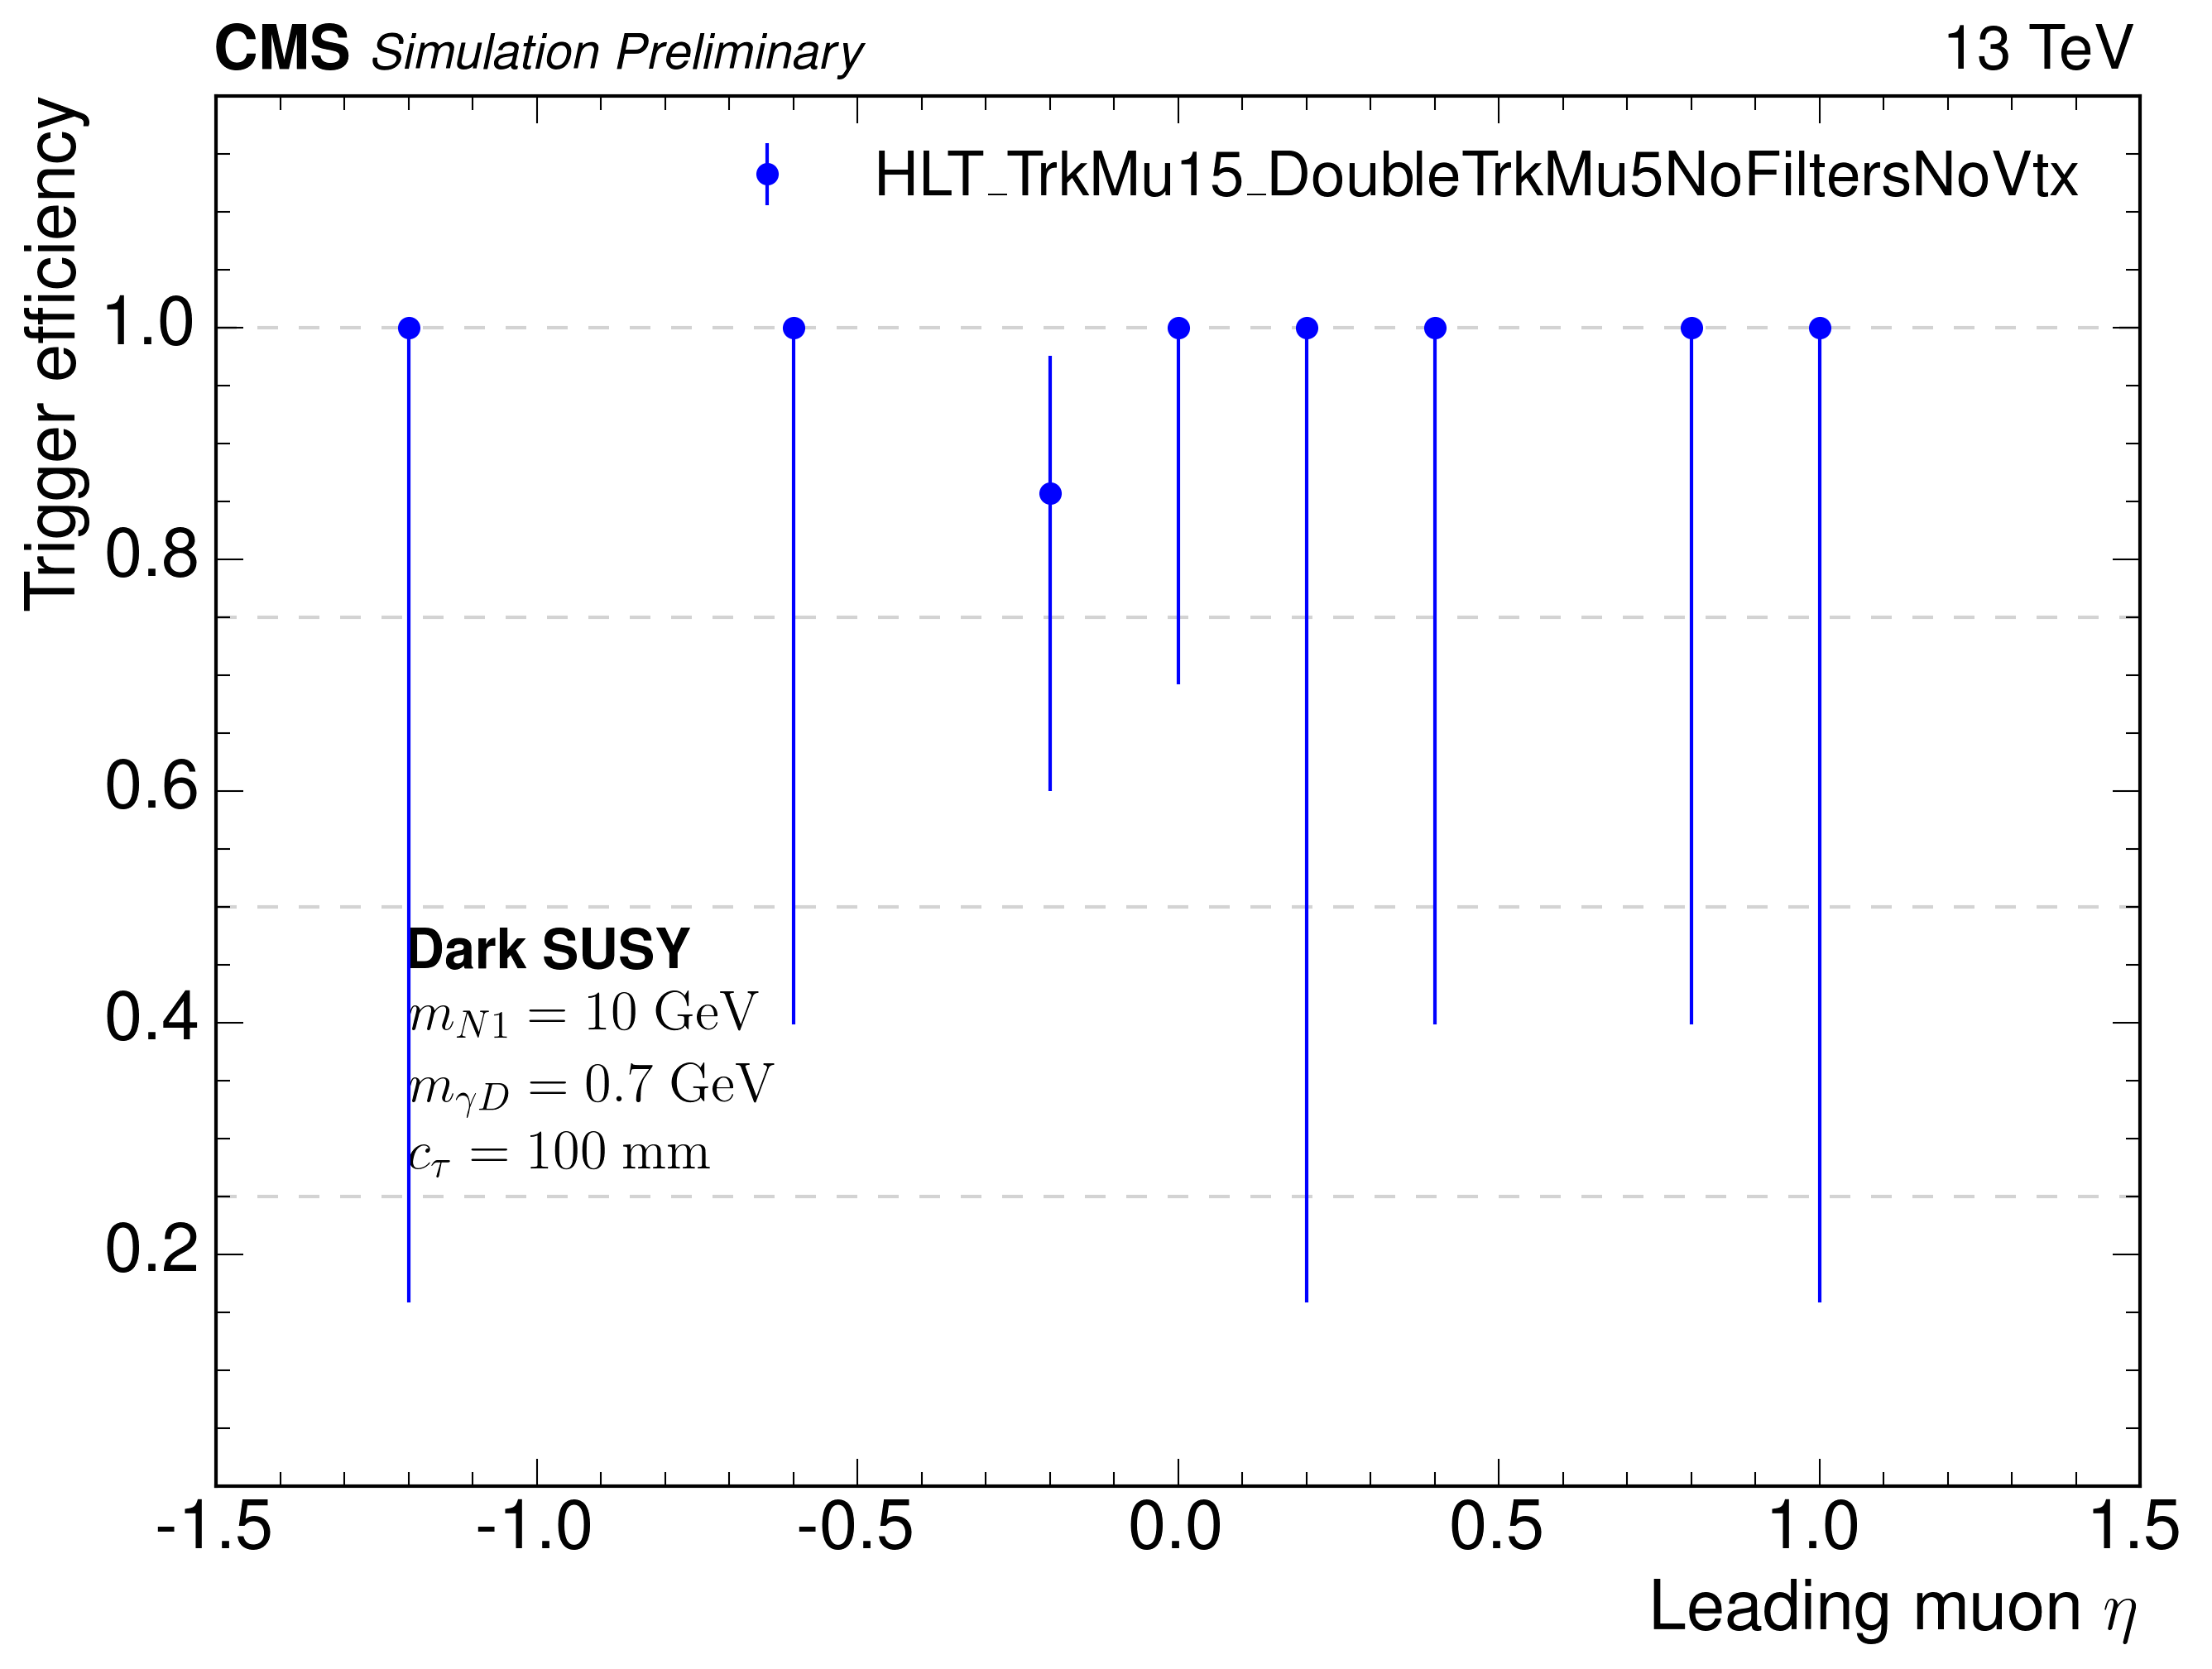 CMS Simulation Preliminary 13 TeV
HLT_TrkMu15_DoubleTrkMu5NoFiltersNoVtx
Trigger efficiency
1.0
0.8
0.6
0.4
0.2
Dark SUSY
m_{N1} = 10 GeV
m_{γD} = 0.7 GeV
c_τ = 100 mm
-1.5 -1.0 -0.5 0.0 0.5 1.0 1.5
Leading muon η